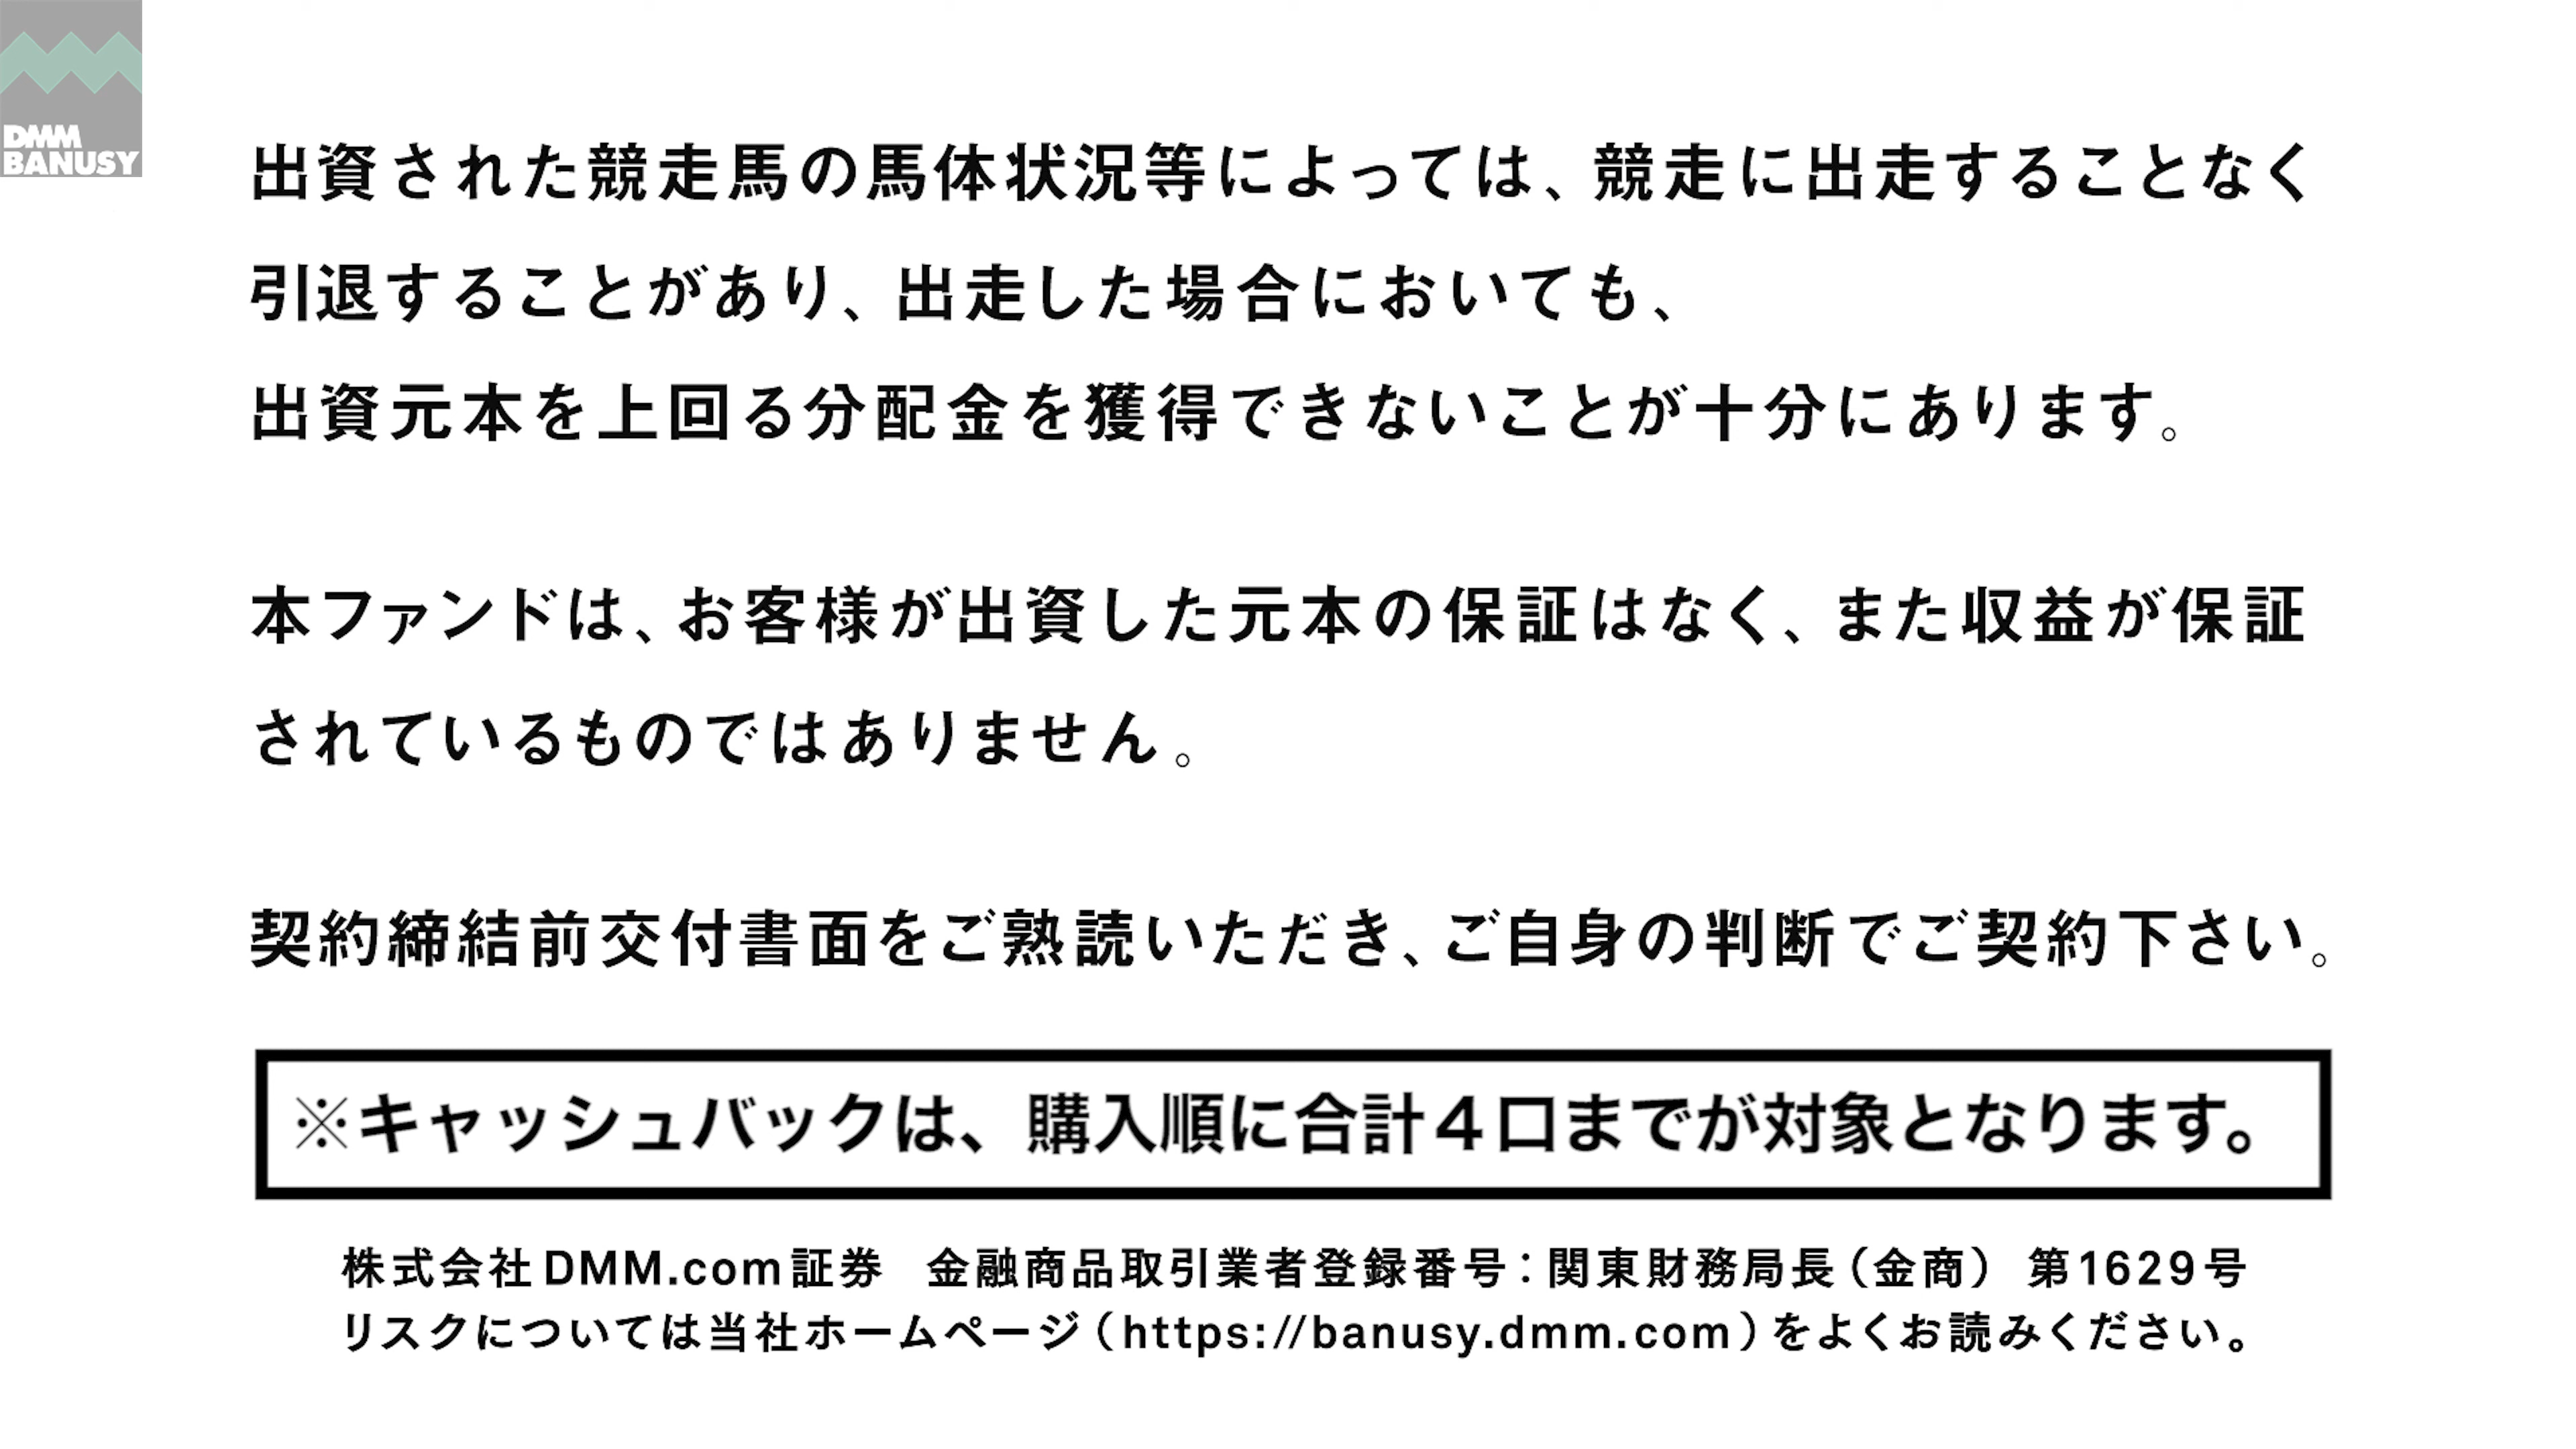 DMM
BANUSY
出資された競走馬の馬体状況等によっては、競走に出走することなく
引退することがあり、出走した場合においても、
出資元本を上回る分配金を獲得できないことが十分にあります。
本ファンドは、お客様が出資した元本の保証はなく、また収益が保証
されているものではありません。
契約締結前交付書面をご熟読いただき、ご自身の判断でご契約下さい。
※キャッシュバックは、購入順に合計４口までが対象となります。
株式会社DMM.com証券　金融商品取引業者登録番号：関東財務局長（金商） 第1629号
リスクについては当社ホームページ（https://banusy.dmm.com）をよくお読みください。